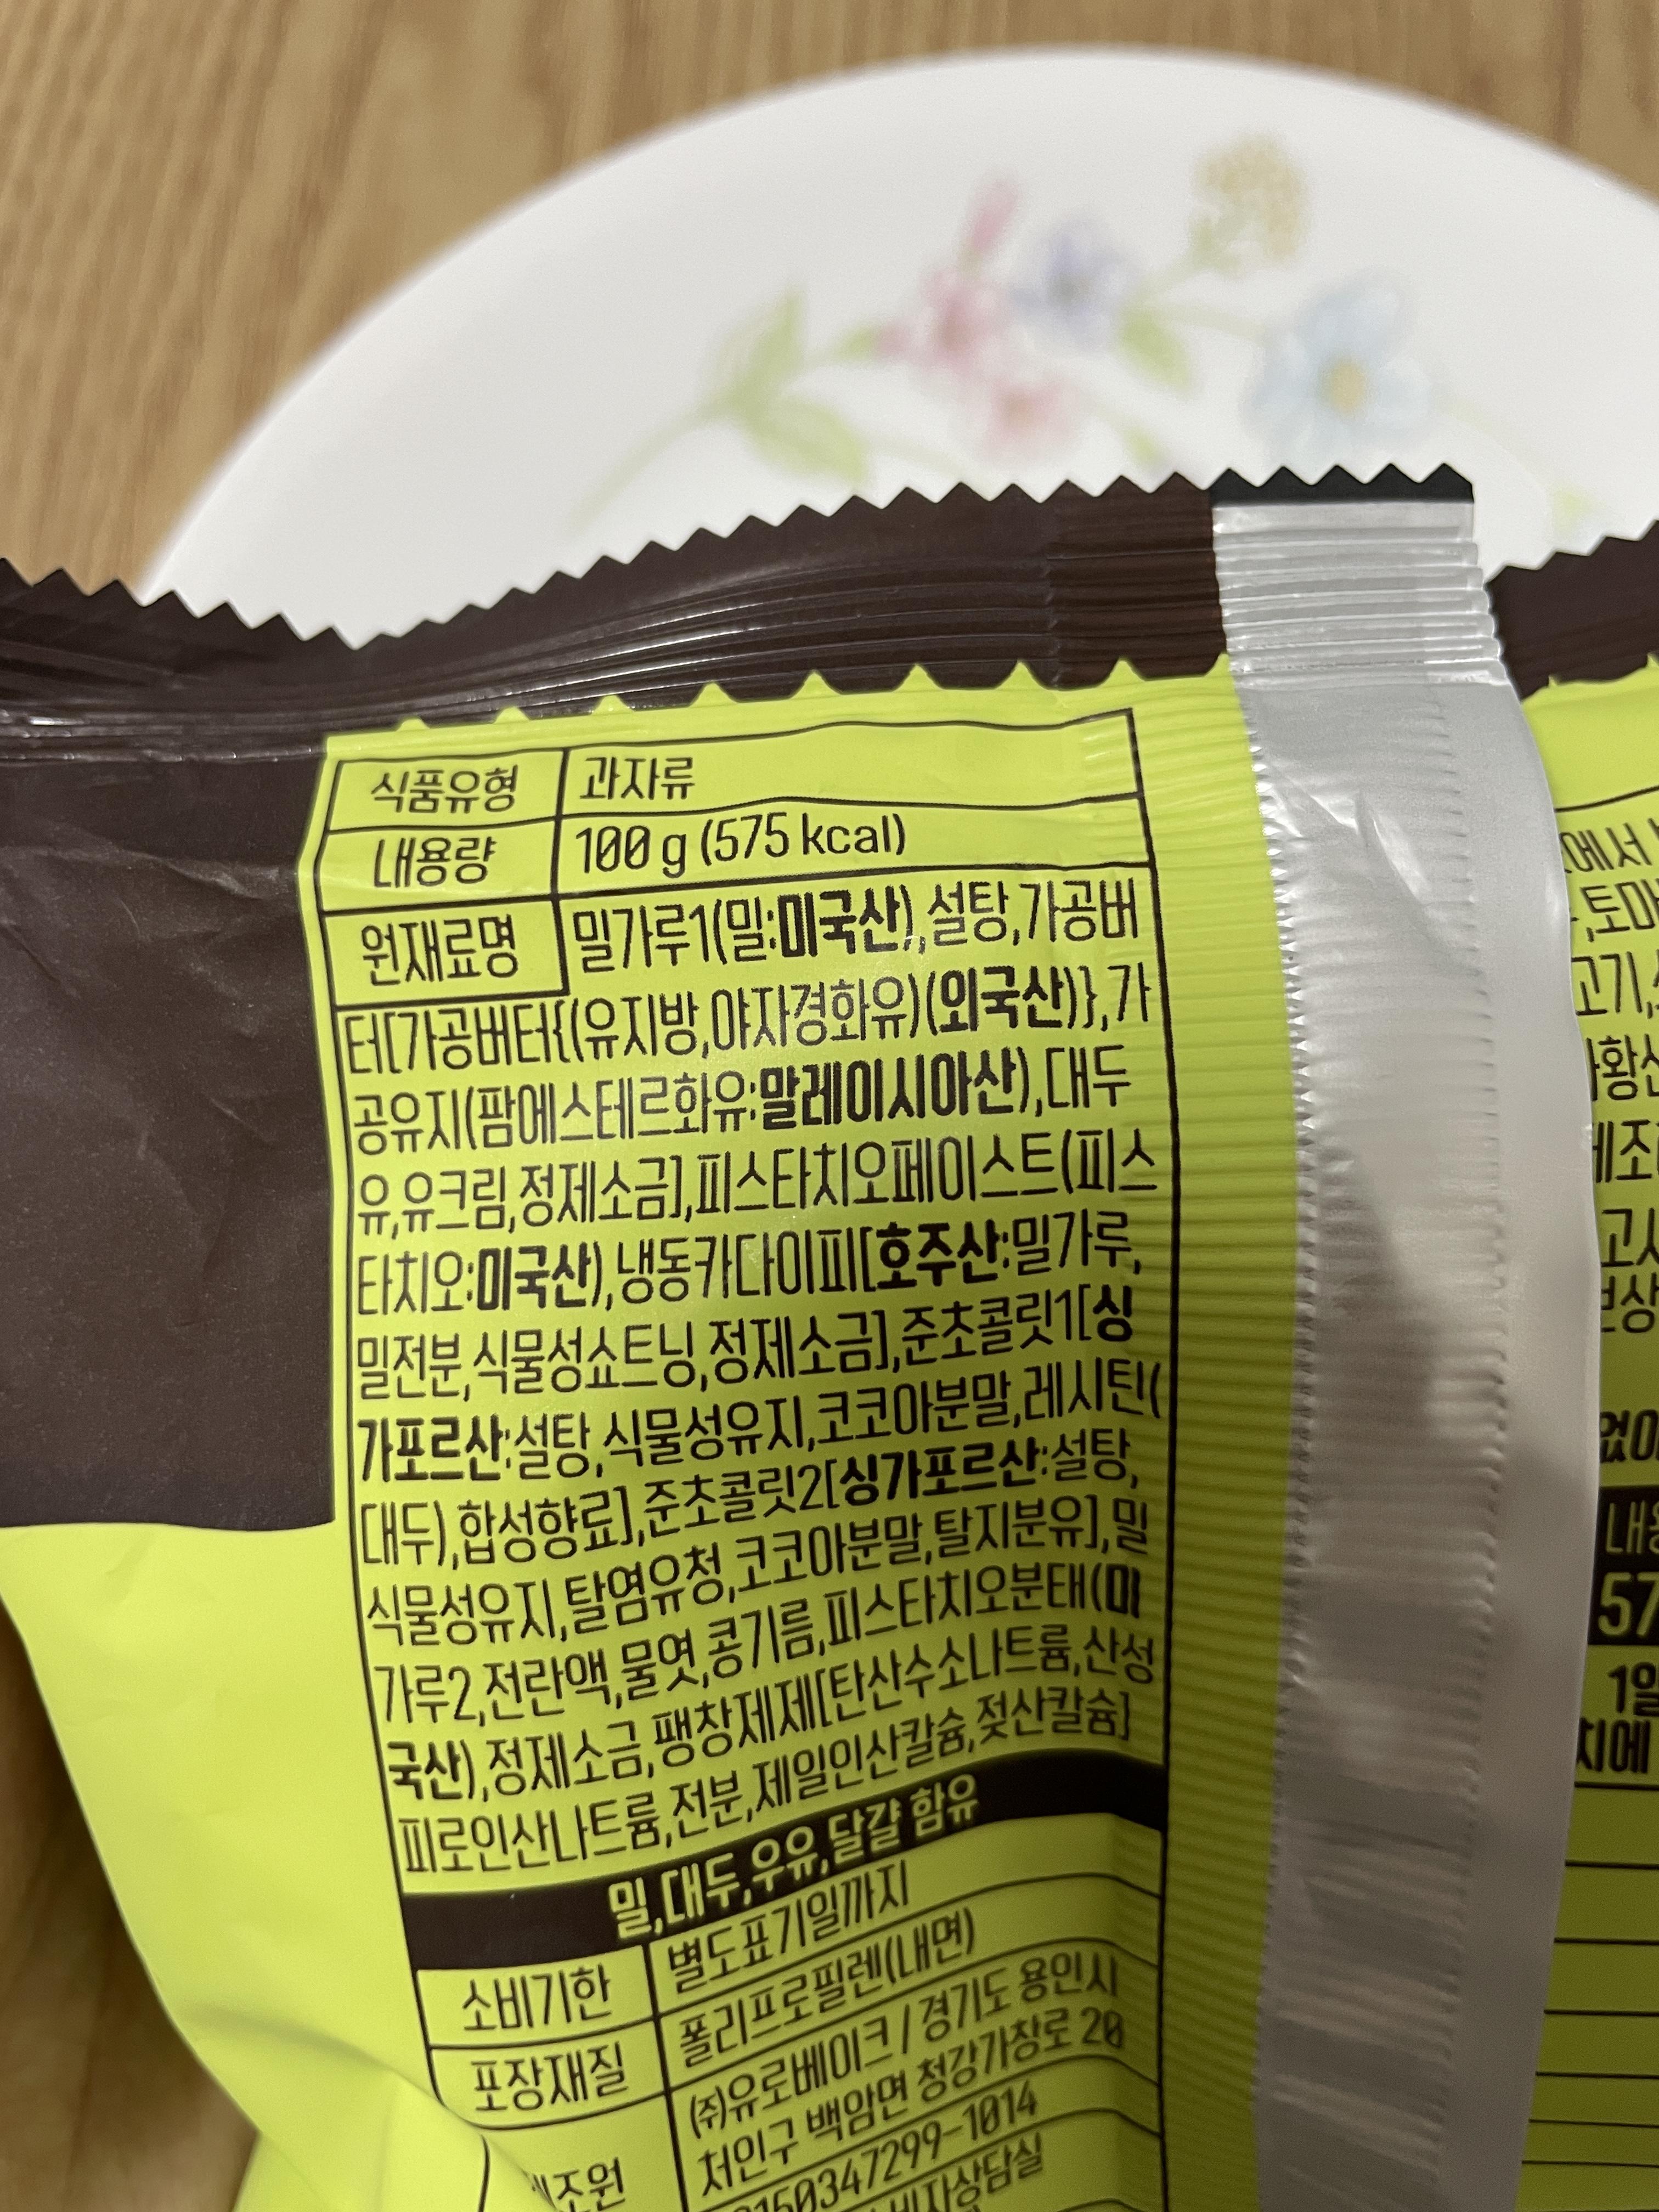 식품유형 과자류
내용량 100 g (575 kcal)
원재료명 밀가루1(밀:미국산),설탕,가공버
터[가공버터{(유지방,야자경화유)(외국산)},가
공유지(팜에스테르화유:말레이시아산),대두
유,유크림,정제소금],피스타치오페이스트(피스
타치오:미국산),냉동카다이피[호주산:밀가루,
밀전분,식물성쇼트닝,정제소금],준초콜릿1[싱
가포르산:설탕,식물성유지,코코아분말,레시틴(
대두),합성향료],준초콜릿2[싱가포르산:설탕,
식물성유지,탈염유청,코코아분말,탈지분유],밀
가루2,전란액,물엿,콩기름,피스타치오분태(미
국산),정제소금,팽창제제[탄산수소나트륨,산성
피로인산나트륨,전분,제일인산칼슘,젖산칼슘]
밀,대두,우유,달걀 함유
소비기한 별도표기일까지
포장재질 폴리프로필렌(내면)
㈜유로베이크 / 경기도 용인시
처인구 백암면 청강가창로 20
150347299-1014
에서
토마
고기,
57
1일
치에